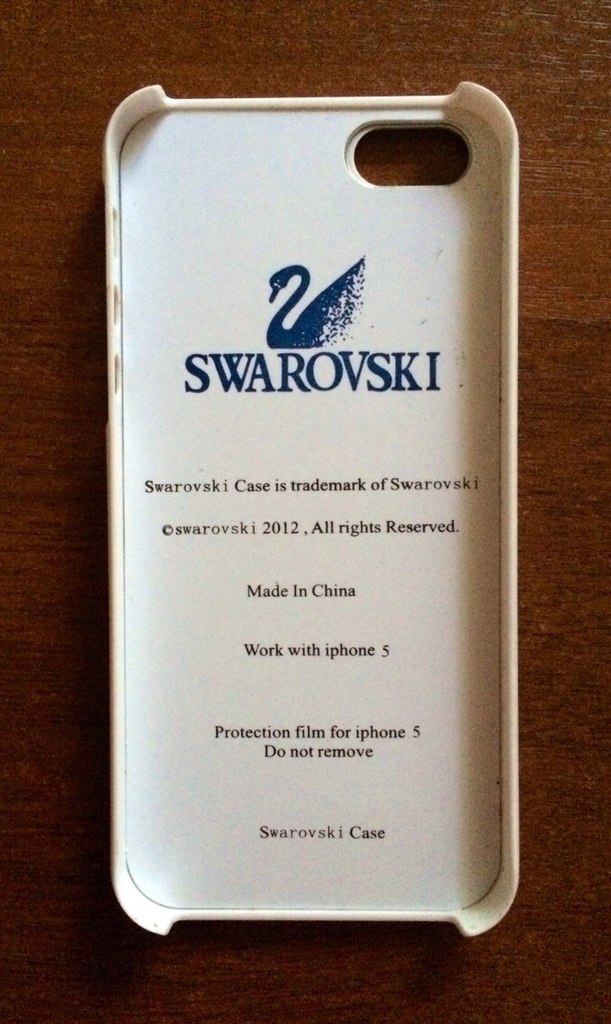 SWAROVSKI
Swarovski Case is trademark of Swarovski
©swarovski 2012 , All rights Reserved.
Made In China
Work with iphone 5
Protection film for iphone 5
Do not remove
Swarovski Case